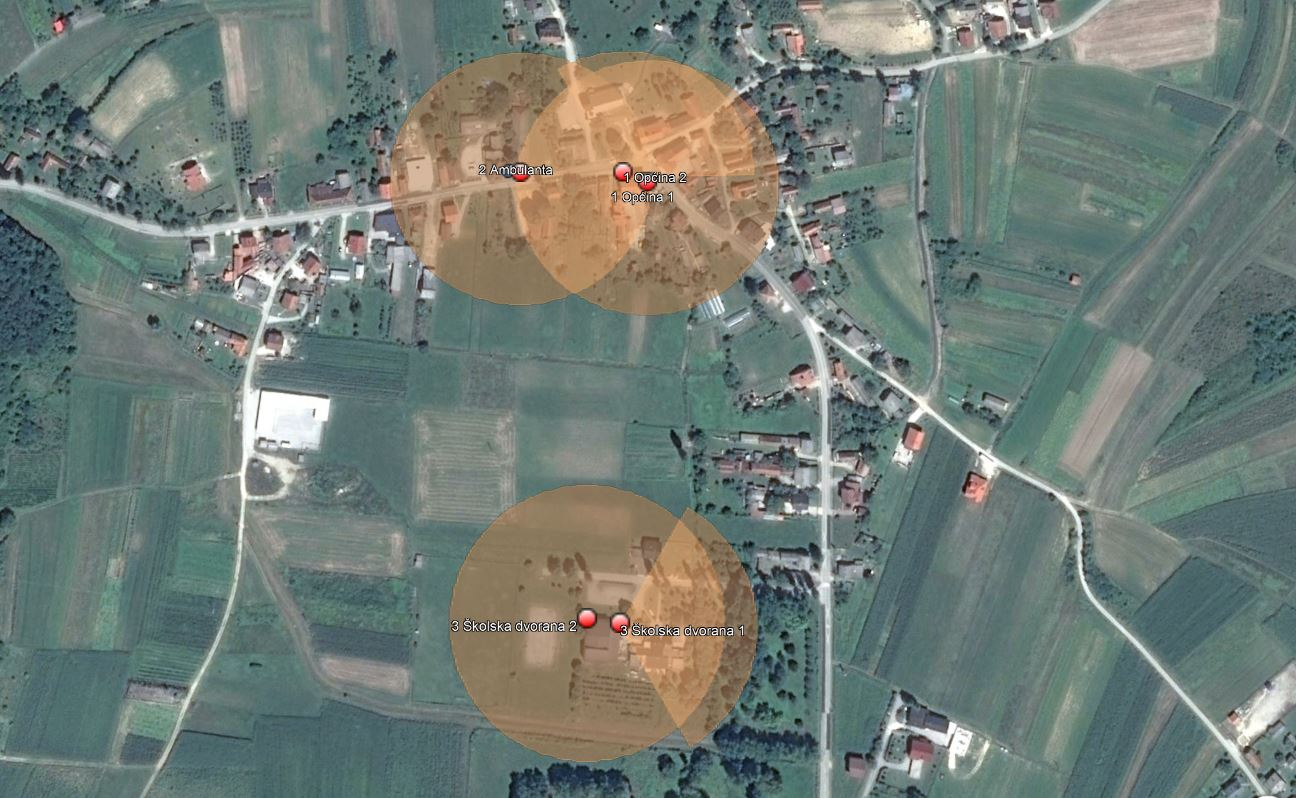 2 Ambulanta
1 Općina 2
1 Općina 1
3 Školska dvorana 2
3 Školska dvorana 1